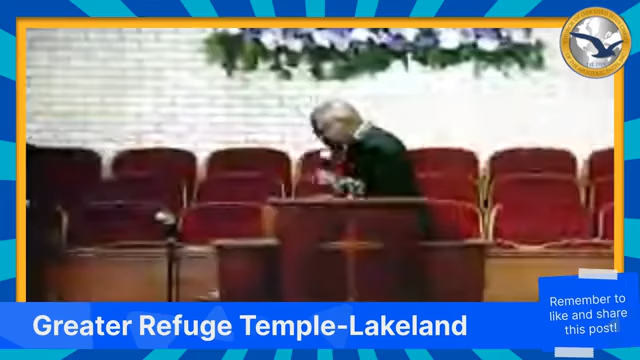 Greater Refuge Temple-Lakeland
Remember to
like and share
this post!